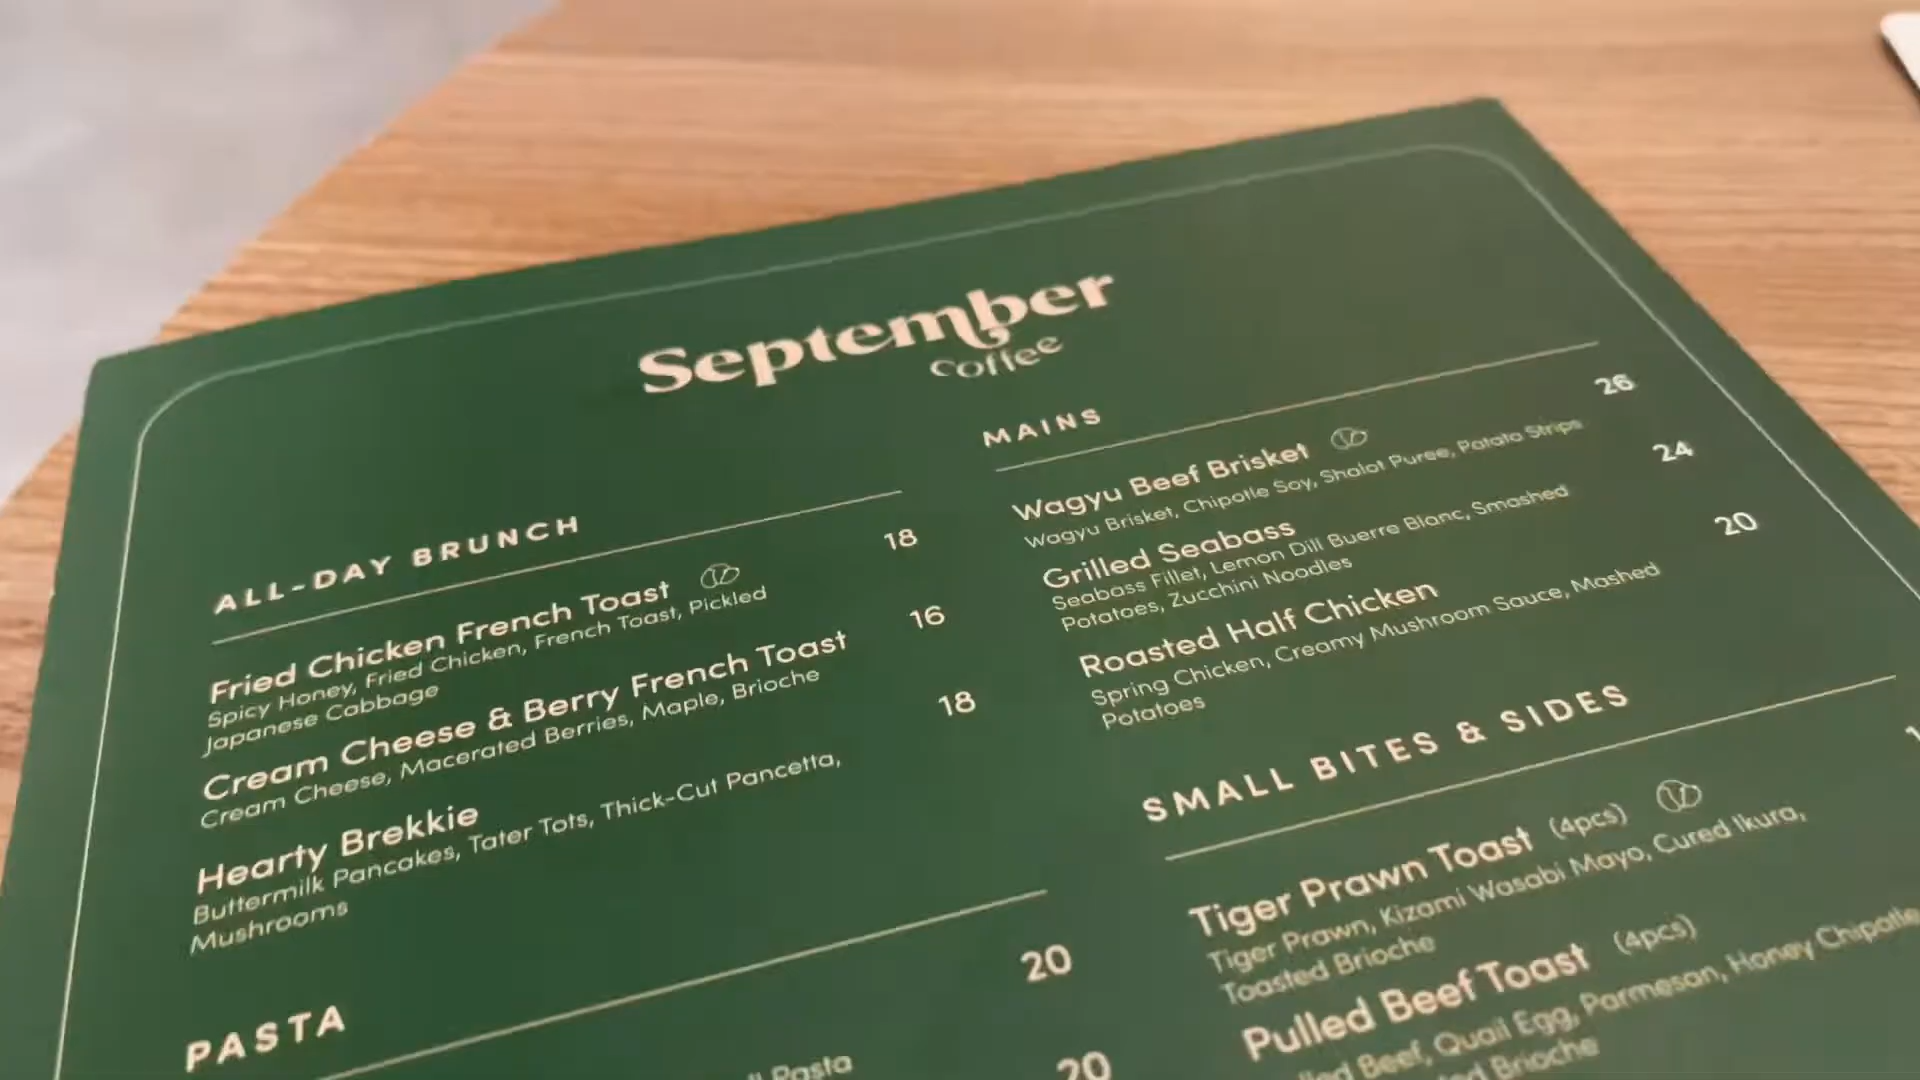 September
Coffee
ALL-DAY BRUNCH
Fried Chicken French Toast 18
Spicy Honey, Fried Chicken, French Toast, Pickled
Japanese Cabbage
Cream Cheese & Berry French Toast 16
Cream Cheese, Macerated Berries, Maple, Brioche
Hearty Brekkie 18
Buttermilk Pancakes, Tater Tots, Thick-Cut Pancetta,
Mushrooms
PASTA
20
Pasta
20
MAINS
Wagyu Beef Brisket 26
Wagyu Brisket, Chipotle Soy, Shalot Puree, Potato Strips
Grilled Seabass 24
Seabass Fillet, Lemon Dill Buerre Blanc, Smashed
Potatoes, Zucchini Noodles
Roasted Half Chicken 20
Spring Chicken, Creamy Mushroom Sauce, Mashed
Potatoes
SMALL BITES & SIDES
Tiger Prawn Toast (4pcs)
Tiger Prawn, Kizami Wasabi Mayo, Cured Ikura,
Toasted Brioche
Pulled Beef Toast (4pcs)
Beef, Quail Egg, Parmesan, Honey Chipotle
Brioche